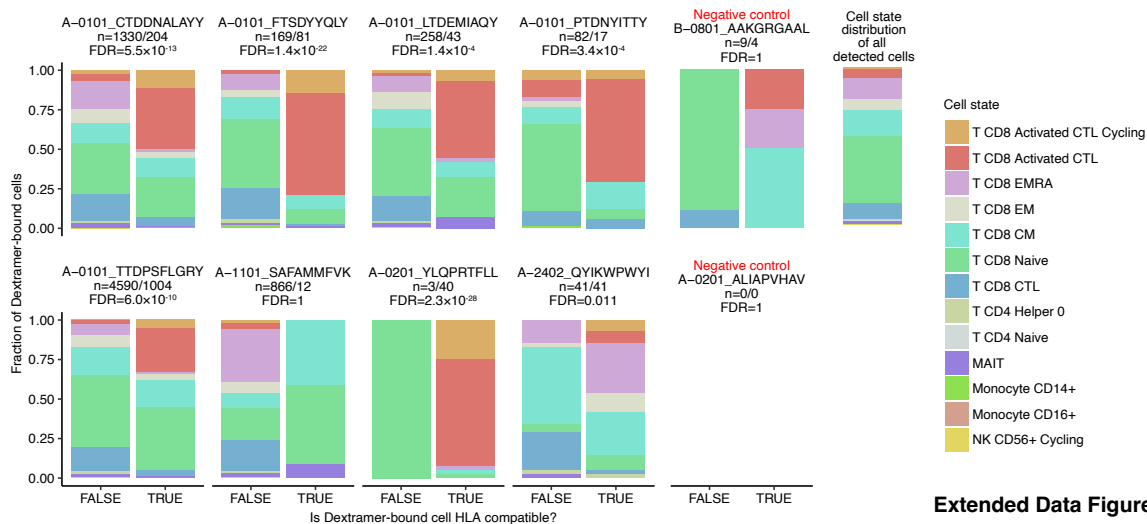 A-0101_CTDDNALAYY
n=1330/204
FDR=5.5×10-13
A-0101_FTSDYYQLY
n=169/81
FDR=1.4×10-22
A-0101_LTDEMIAQY
n=258/43
FDR=1.4×10-4
A-0101_PTDNYITTY
n=82/17
FDR=3.4×10-4
Negative control
B-0801_AAKGRGAAL
n=9/4
FDR=1
Cell state
distribution
of all
detected cells
1.00
0.75
0.50
0.25
0.00
Fraction of Dextramer-bound cells
A-0101_TTDPSFLGRY
n=4590/1004
FDR=6.0×10-10
A-1101_SAFAMMFVK
n=866/12
FDR=1
A-0201_YLQPRTFLL
n=3/40
FDR=2.3×10-28
A-2402_QYIKWPWYI
n=41/41
FDR=0.011
Negative control
A-0201_ALIAPVHAV
n=0/0
FDR=1
1.00
0.75
0.50
0.25
0.00
FALSE TRUE FALSE TRUE FALSE TRUE FALSE TRUE FALSE TRUE
Is Dextramer-bound cell HLA compatible?
Cell state
T CD8 Activated CTL Cycling
T CD8 Activated CTL
T CD8 EMRA
T CD8 EM
T CD8 CM
T CD8 Naive
T CD8 CTL
T CD4 Helper 0
T CD4 Naive
MAIT
Monocyte CD14+
Monocyte CD16+
NK CD56+ Cycling
Extended Data Figure